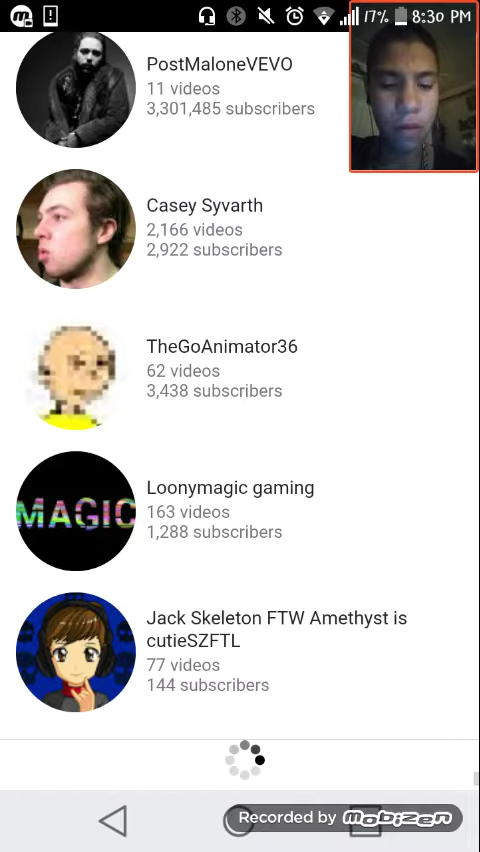 17% 8:30 PM
PostMaloneVEVO
11 videos
3,301,485 subscribers
Casey Syvarth
2,166 videos
2,922 subscribers
TheGoAnimator36
62 videos
3,438 subscribers
Loonymagic gaming
163 videos
1,288 subscribers
MAGIC
Jack Skeleton FTW Amethyst is
cutieSZFTL
77 videos
144 subscribers
Recorded by mobizen